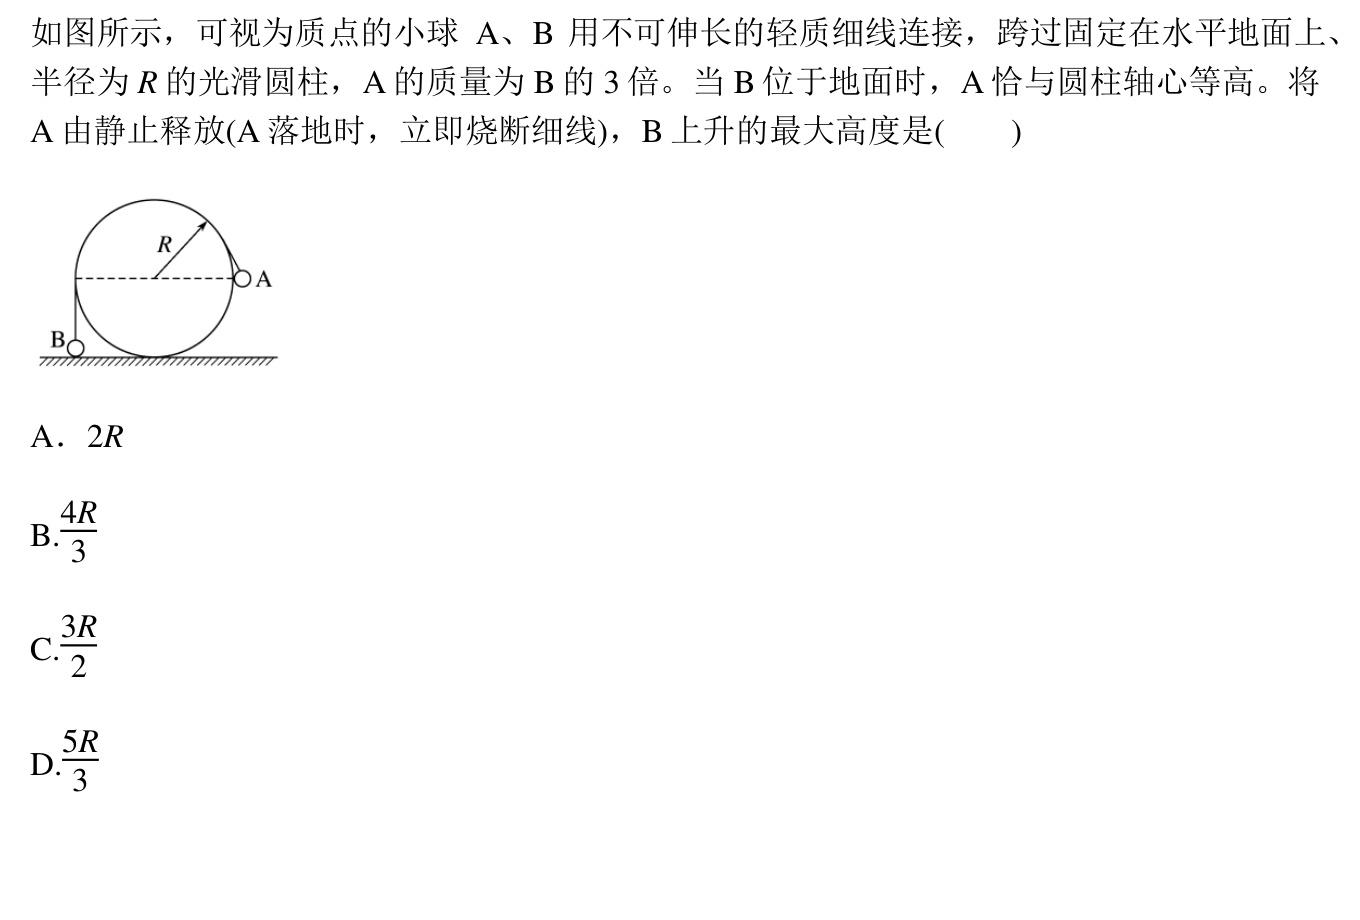 如图所示，可视为质点的小球 A、B 用不可伸长的轻质细线连接，跨过固定在水平地面上、
半径为 R 的光滑圆柱，A 的质量为 B 的 3 倍。当 B 位于地面时，A 恰与圆柱轴心等高。将
A 由静止释放(A 落地时，立即烧断细线)，B 上升的最大高度是(　　)
R
A
B
A．2R
B.4R/3
C.3R/2
D.5R/3